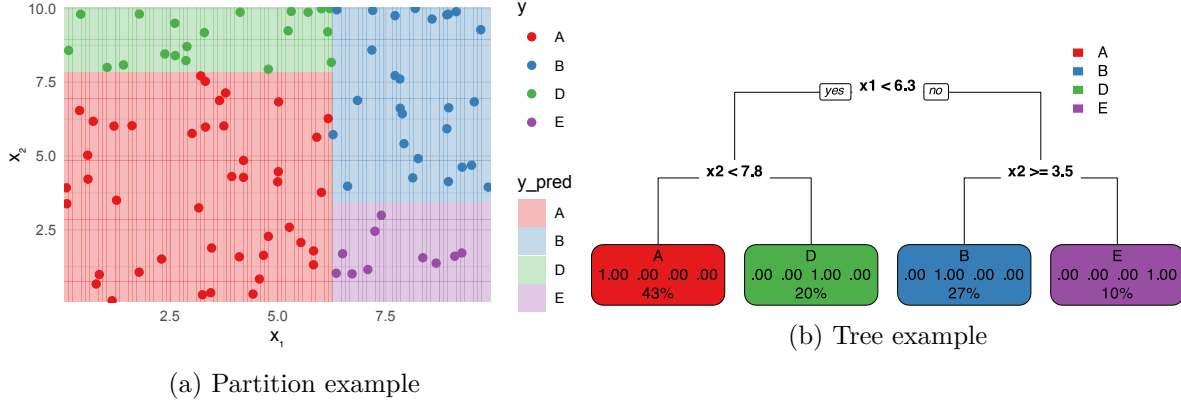 10.0
7.5
5.0
2.5
x2
2.5
5.0
7.5
x1
y
A
B
D
E
y_pred
A
B
D
E
(a) Partition example
A
B
D
E
yes x1 < 6.3 no
x2 < 7.8
x2 >= 3.5
A
1.00 .00 .00 .00
43%
D
.00 .00 1.00 .00
20%
B
.00 1.00 .00 .00
27%
E
.00 .00 .00 1.00
10%
(b) Tree example